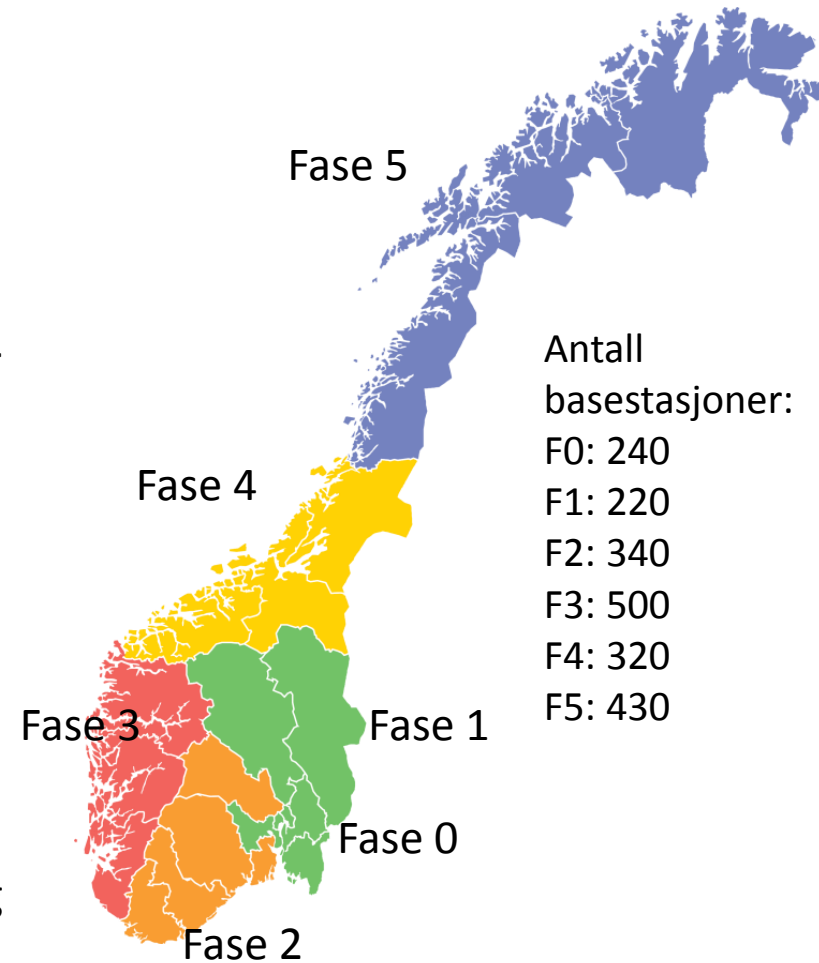 Fase 5
Antall
basestasjoner:
F0: 240
F1: 220
F2: 340
F3: 500
F4: 320
F5: 430
Fase 4
Fase 3
Fase 1
Fase 0
Fase 2